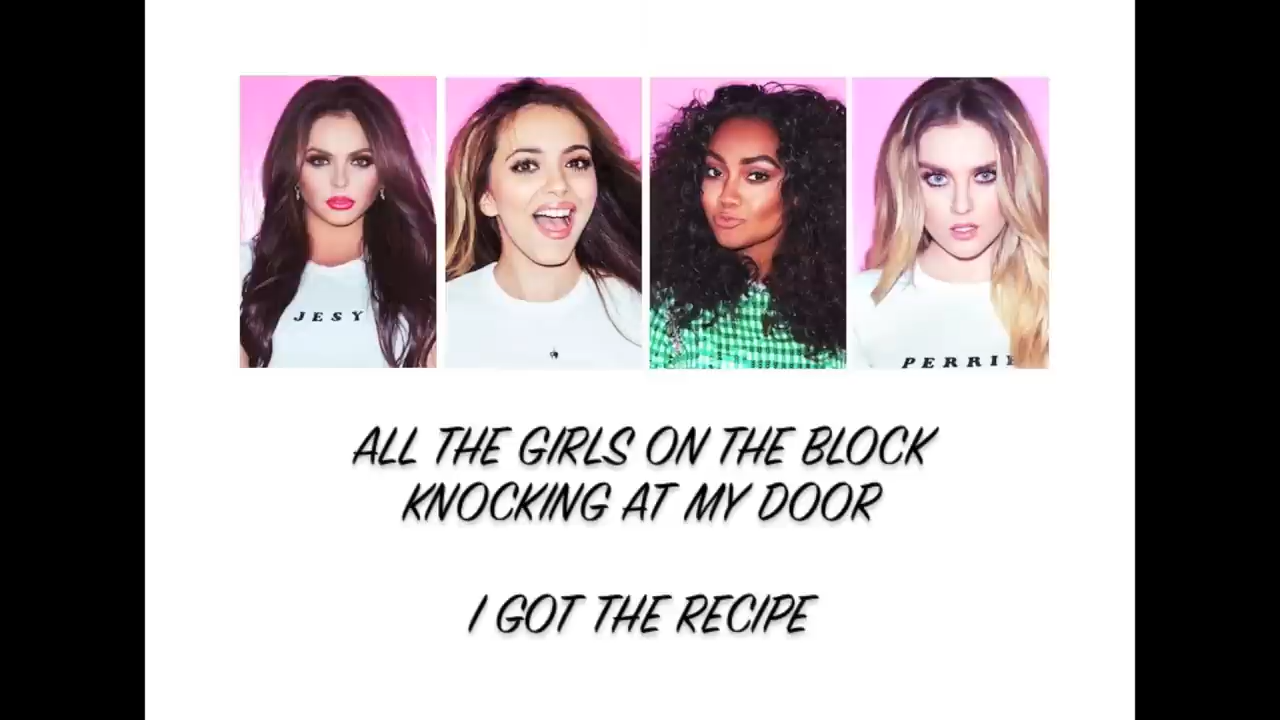 JESY
PERRIE
ALL THE GIRLS ON THE BLOCK
KNOCKING AT MY DOOR
I GOT THE RECIPE